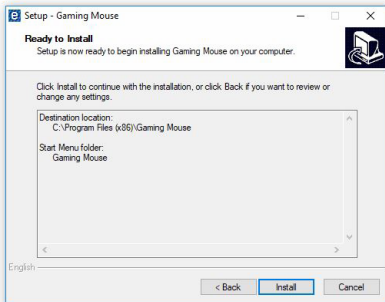 Setup - Gaming Mouse
Ready to Install
Setup is now ready to begin installing Gaming Mouse on your computer.
Click Install to continue with the installation, or click Back if you want to review or
change any settings.
Destination location:
C:\Program Files (x86)\Gaming Mouse
Start Menu folder:
Gaming Mouse
English
< Back
Install
Cancel